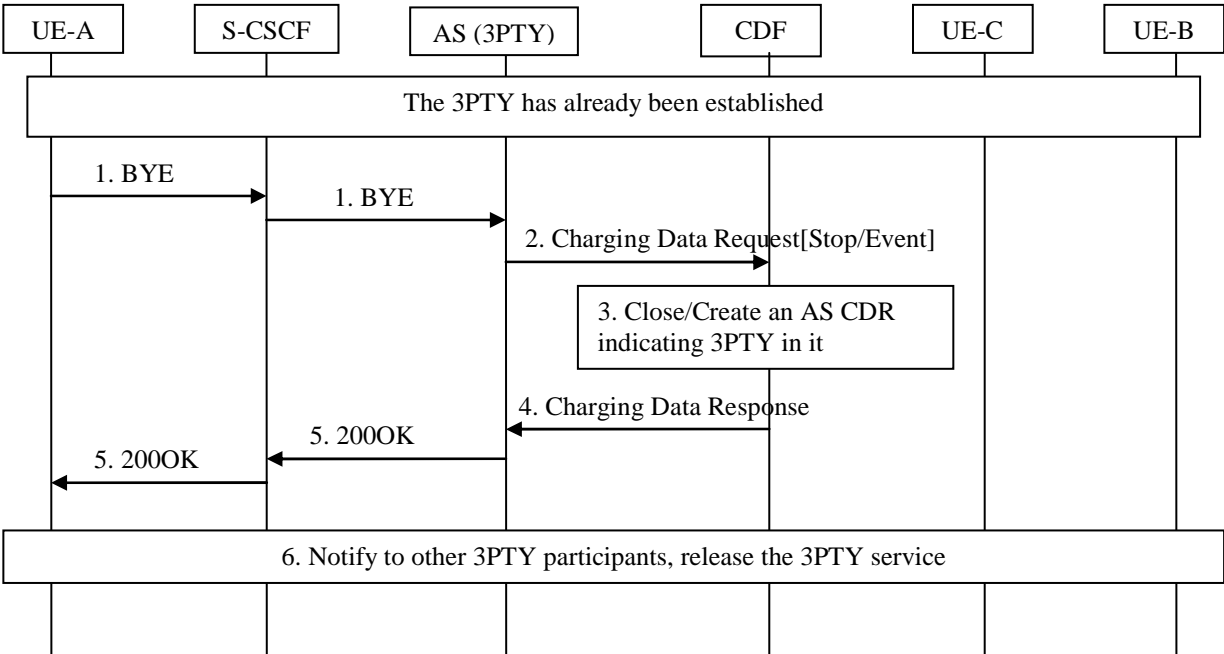 UE-A
S-CSCF
AS (3PTY)
CDF
UE-C
UE-B
The 3PTY has already been established
1. BYE
1. BYE
2. Charging Data Request[Stop/Event]
3. Close/Create an AS CDR
indicating 3PTY in it
4. Charging Data Response
5. 200OK
5. 200OK
6. Notify to other 3PTY participants, release the 3PTY service